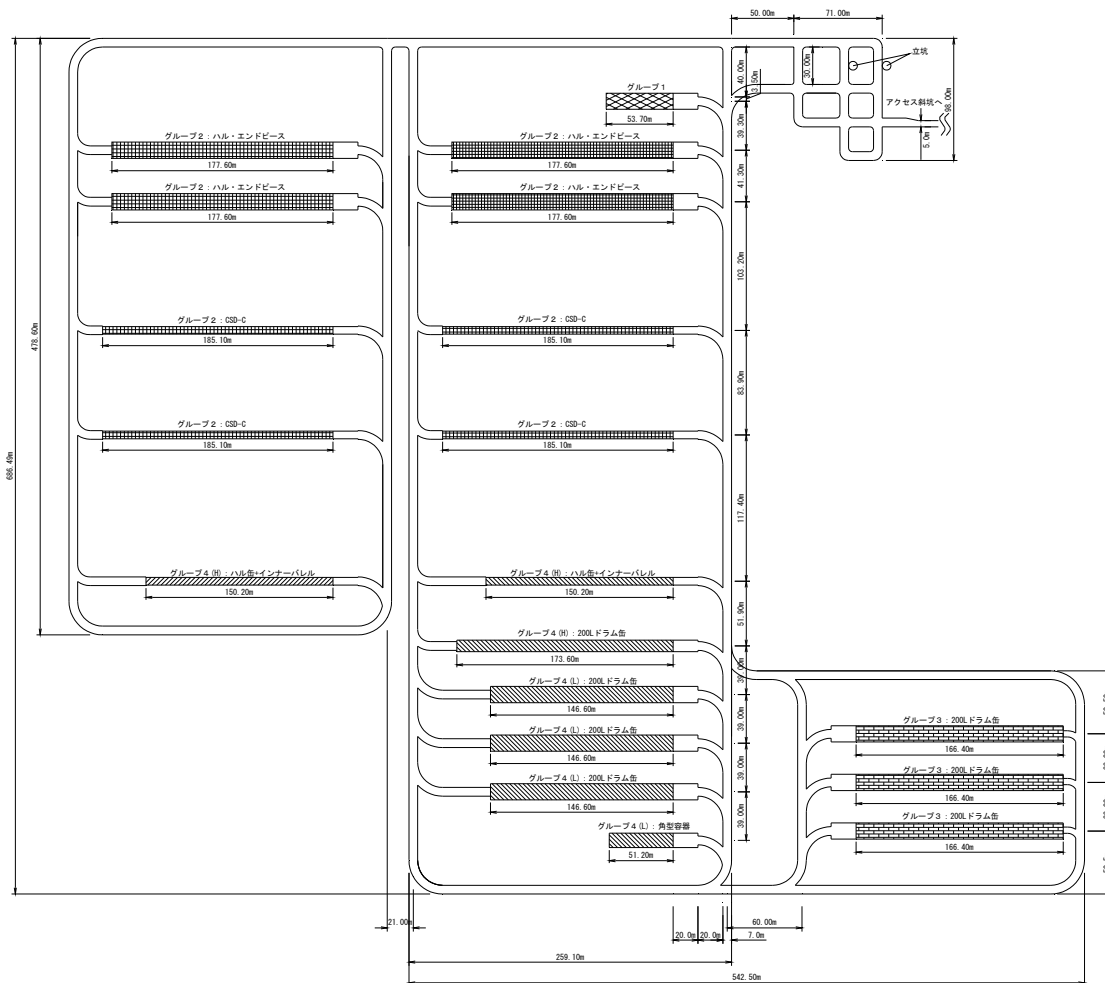 50.00m
71.00m
立坑
40.00m
3.50m
30.00m
グループ1
53.70m
アクセス斜坑へ
98.00m
5.0m
39.30m
グループ2:ハル・エンドピース
177.60m
グループ2:ハル・エンドピース
177.60m
41.30m
グループ2:ハル・エンドピース
177.60m
グループ2:ハル・エンドピース
177.60m
103.20m
グループ2:CSD-C
185.10m
グループ2:CSD-C
185.10m
478.60m
83.90m
グループ2:CSD-C
185.10m
グループ2:CSD-C
185.10m
686.49m
117.40m
グループ4(H):ハル缶+インナーバレル
150.20m
グループ4(H):ハル缶+インナーバレル
150.20m
51.90m
グループ4(H):200Lドラム缶
173.60m
39.00m
グループ4(L):200Lドラム缶
146.60m
39.00m
グループ4(L):200Lドラム缶
146.60m
39.00m
グループ4(L):200Lドラム缶
146.60m
39.00m
グループ4(L):角型容器
51.20m
グループ3:200Lドラム缶
166.40m
グループ3:200Lドラム缶
166.40m
グループ3:200Lドラム缶
166.40m
21.00m
20.0m
20.0m
60.00m
7.0m
259.10m
542.50m